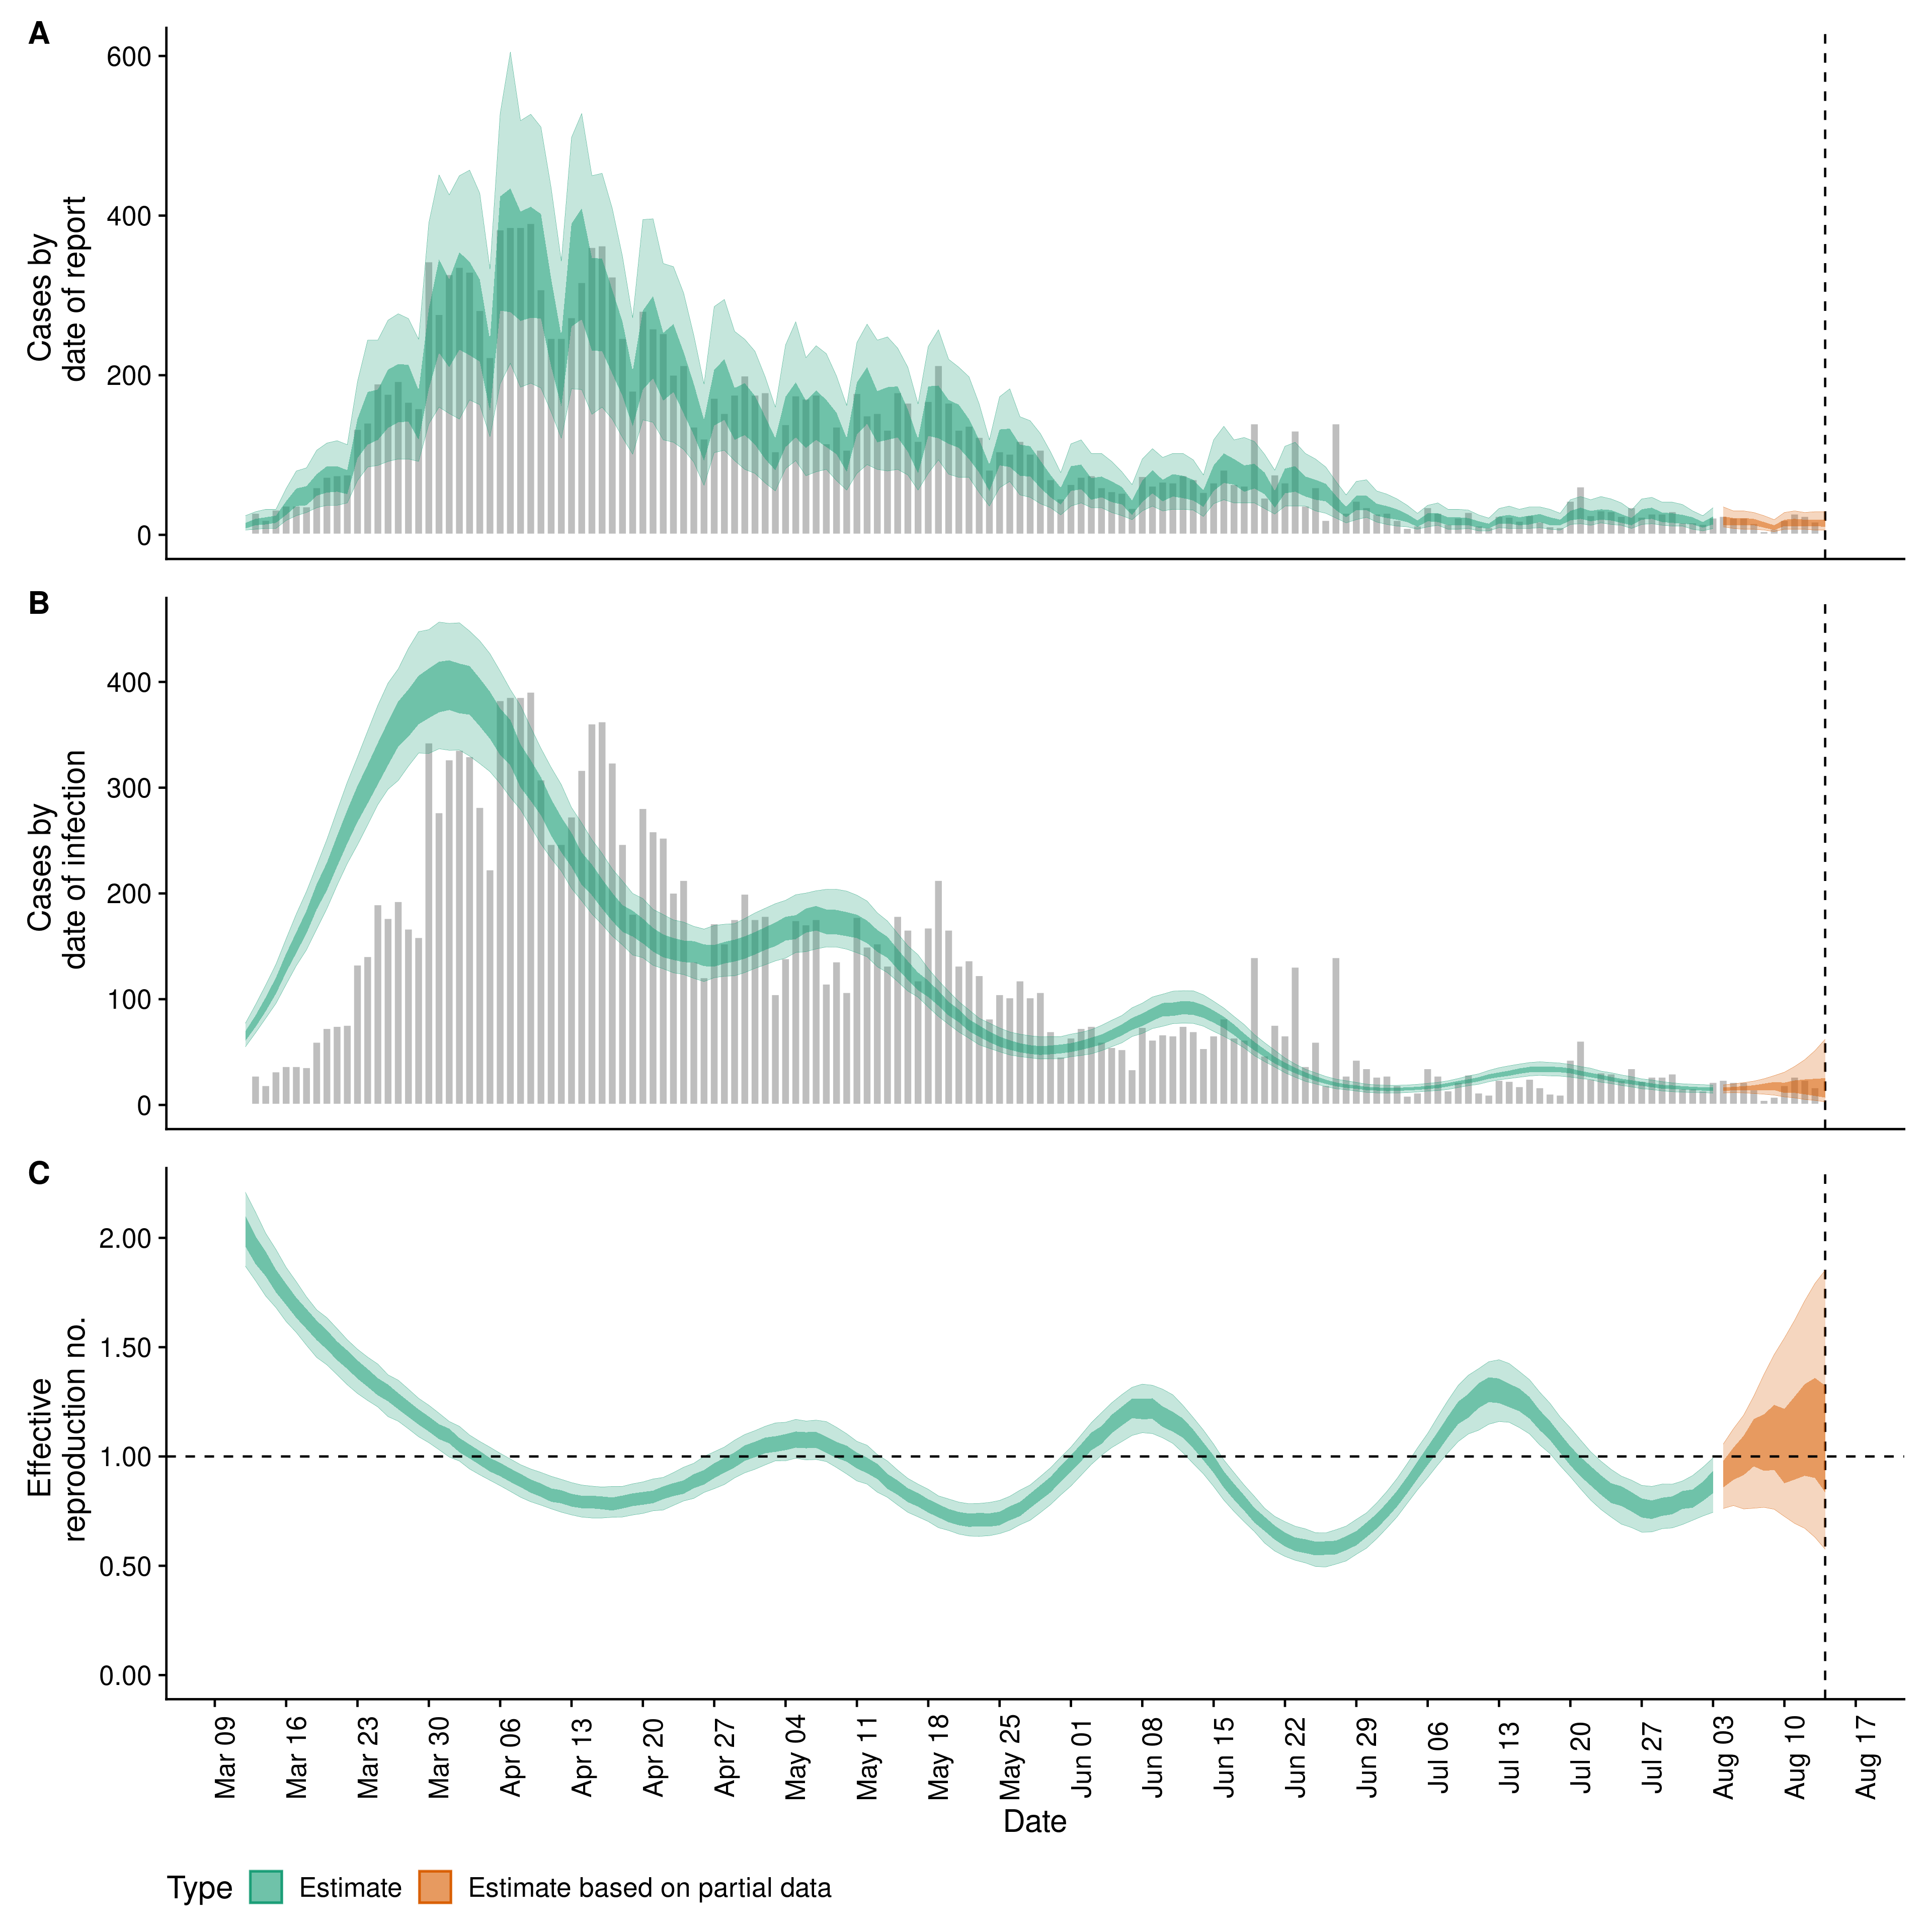 A
600
400
200
0
Cases by
date of report
B
400
300
200
100
0
Cases by
date of infection
C
2.00
1.50
1.00
0.50
0.00
Effective
reproduction no.
Mar 09
Mar 16
Mar 23
Mar 30
Apr 06
Apr 13
Apr 20
Apr 27
May 04
May 11
May 18
May 25
Jun 01
Jun 08
Jun 15
Jun 22
Jun 29
Jul 06
Jul 13
Jul 20
Jul 27
Aug 03
Aug 10
Aug 17
Date
Type Estimate Estimate based on partial data